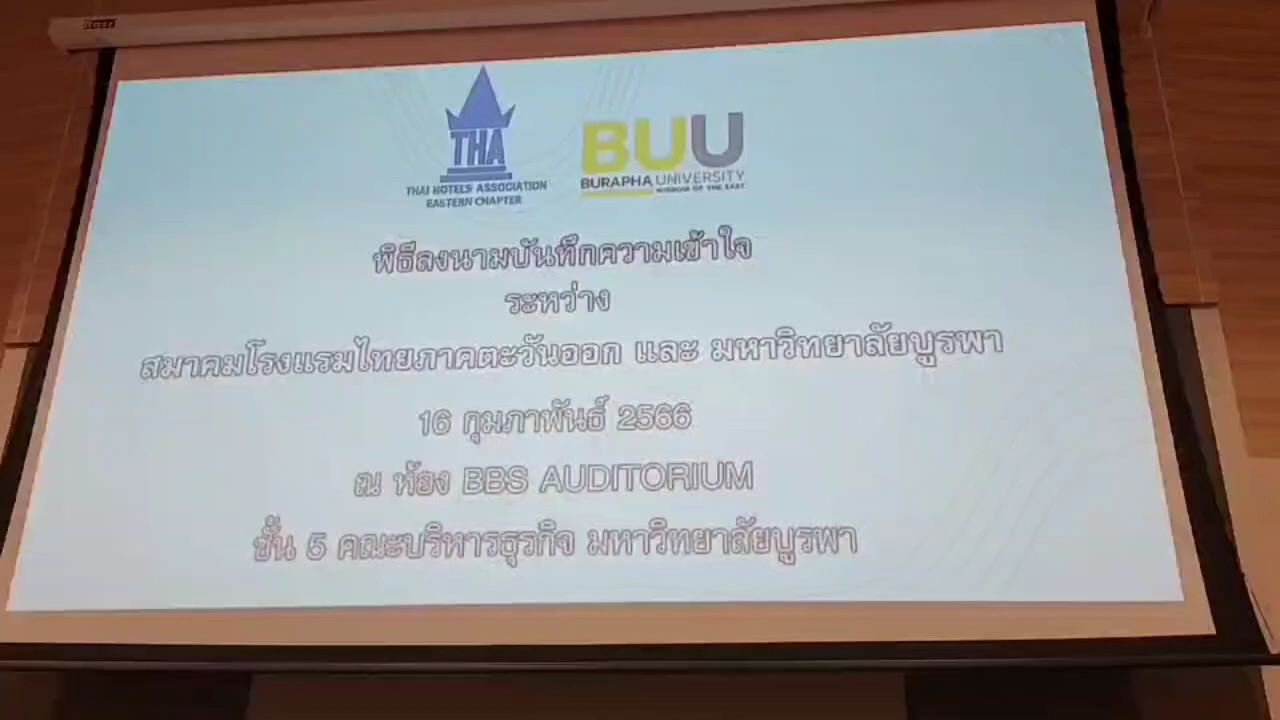 THA
THAI HOTELS ASSOCIATION
EASTERN CHAPTER
BUU
BURAPHA UNIVERSITY
WISDOM OF THE EAST
พิธีลงนามบันทึกความเข้าใจ
ระหว่าง
สมาคมโรงแรมไทยภาคตะวันออก และ มหาวิทยาลัยบูรพา
16 กุมภาพันธ์ 2566
ณ ห้อง BBS AUDITORIUM
ชั้น 5 คณะบริหารธุรกิจ มหาวิทยาลัยบูรพา